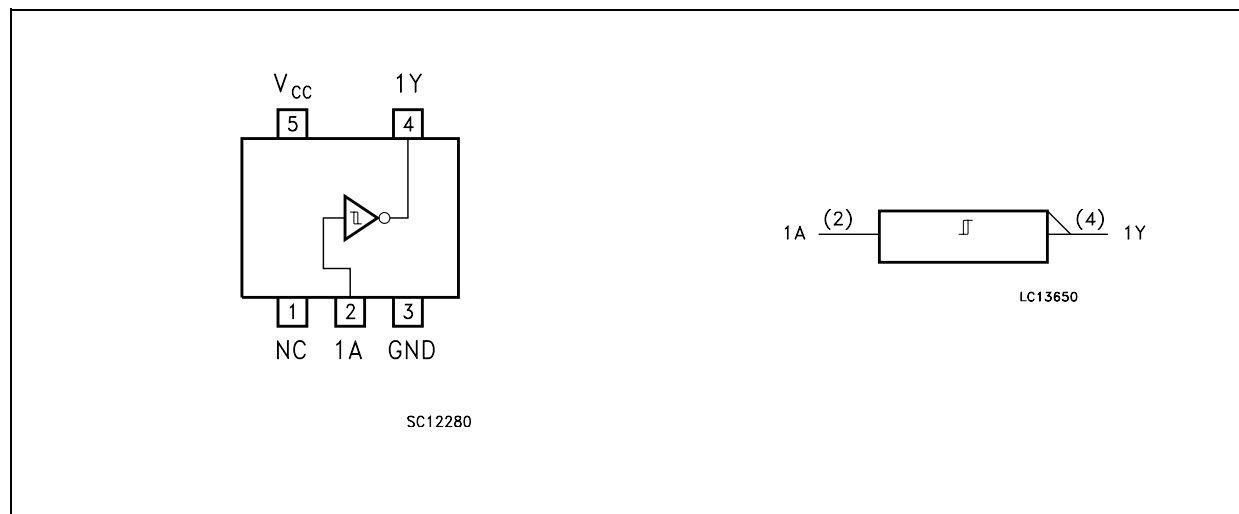 V CC 1Y
5 4
1A (2) (4) 1Y
LC13650
1 2 3
NC 1A GND
SC12280